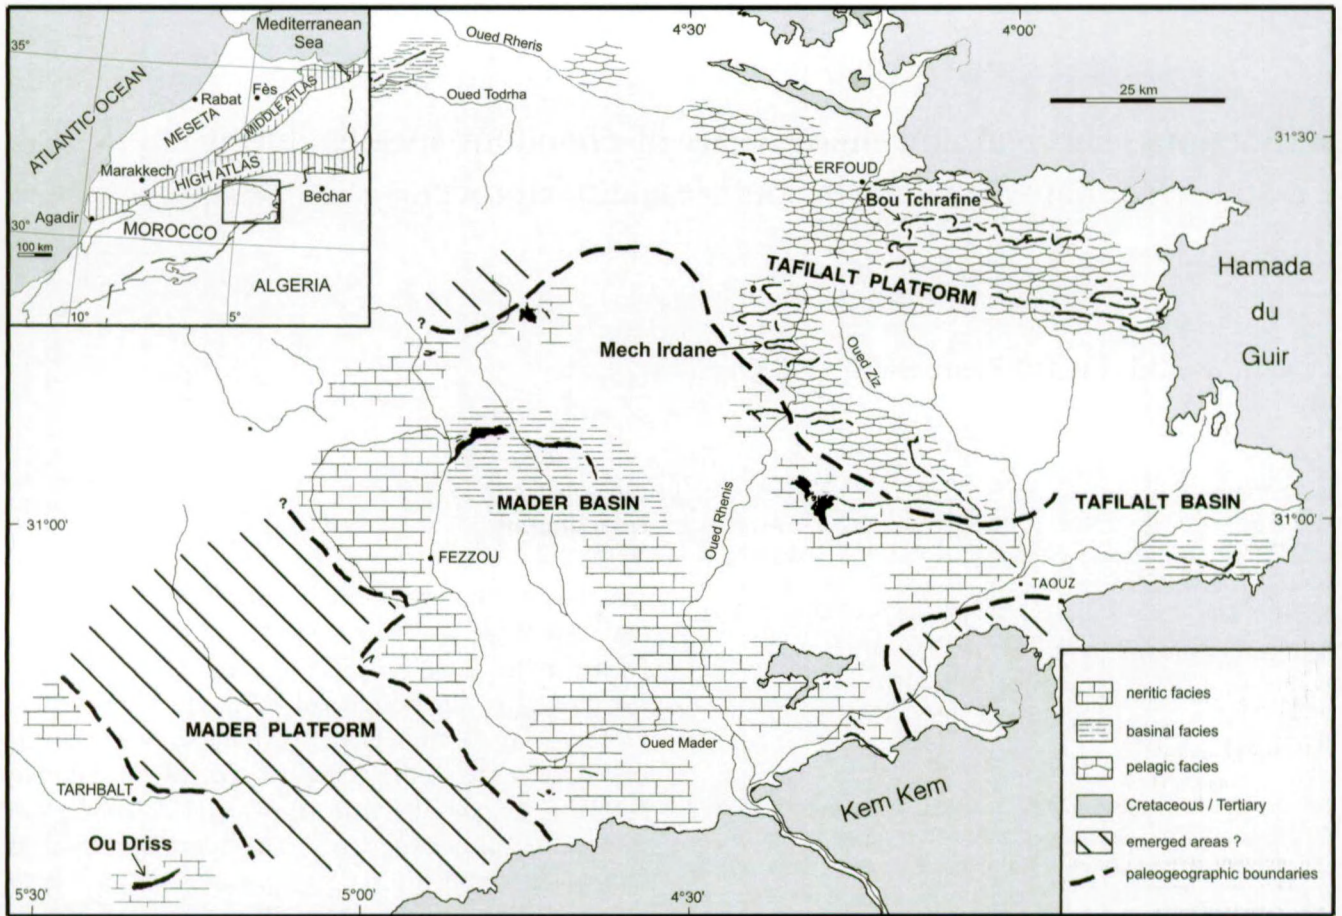 Mediterranean
Sea
35°
ATLANTIC OCEAN
Rabat
Fès
MESETA
MIDDLE ATLAS
Marrakkech
HIGH ATLAS
Agadir
Bechar
30°
MOROCCO
100 km
ALGERIA
10°
5°
4°30'
4°00'
Oued Rheris
Oued Todrha
25 km
31°30'
ERFOUD
Bou Tchrafine
TAFILALT PLATFORM
Hamada
du
Guir
?
Mech Irdane
Oued Ziz
?
MADER BASIN
Oued Rhenis
TAFILALT BASIN
31°00'
31°00'
FEZZOU
TAOUZ
MADER PLATFORM
Oued Mader
TARHBALT
Kem Kem
Ou Driss
5°30'
5°00'
4°30'
neritic facies
basinal facies
pelagic facies
Cretaceous / Tertiary
emerged areas ?
paleogeographic boundaries